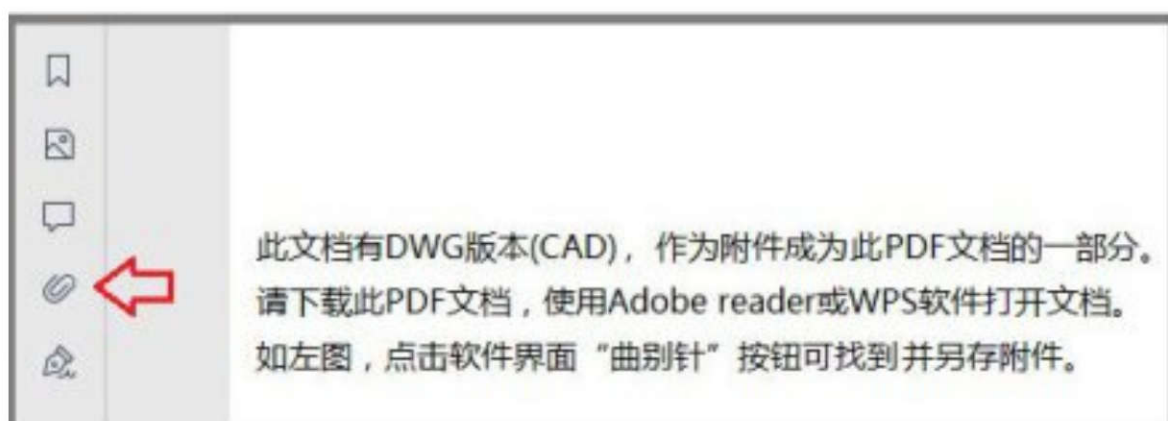 此文档有DWG版本(CAD)，作为附件成为此PDF文档的一部分。
请下载此PDF文档，使用Adobe reader或WPS软件打开文档。
如左图，点击软件界面“曲别针”按钮可找到并另存附件。